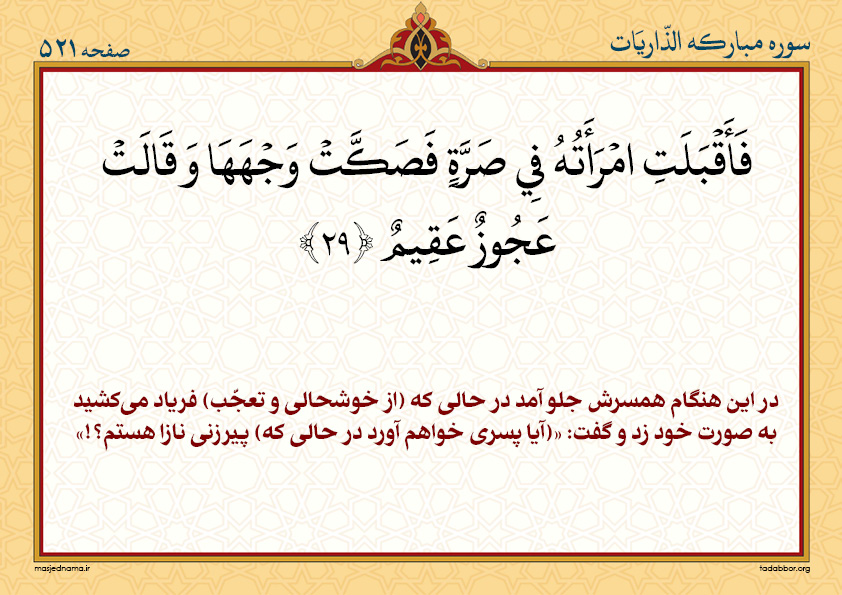 سوره مبارکه الذّاریَات
صفحه ۵۲۱
فَأَقْبَلَتِ امْرَأَتُهُ فِي صَرَّةٍ فَصَكَّتْ وَجْهَهَا وَ قَالَتْ
عَجُوزٌ عَقِيمٌ ﴿۲۹﴾
در این هنگام همسرش جلو آمد در حالی که (از خوشحالی و تعجّب) فریاد می‌کشید
به صورت خود زد و گفت: «(آیا پسری خواهم آورد در حالی که) پیرزنی نازا هستم؟!»
masjednama.ir
tadabbor.org